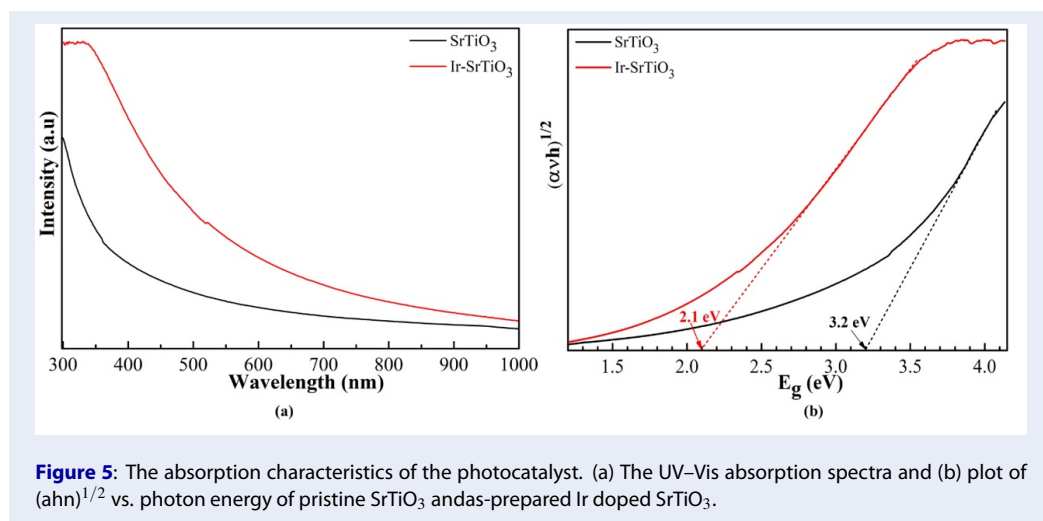 Intensity (a.u)
SrTiO3
Ir-SrTiO3
300 400 500 600 700 800 900 1000
Wavelength (nm)
(a)
(ανh)1/2
SrTiO3
Ir-SrTiO3
2.1 eV
3.2 eV
1.5 2.0 2.5 3.0 3.5 4.0
Eg (eV)
(b)
Figure 5: The absorption characteristics of the photocatalyst. (a) The UV–Vis absorption spectra and (b) plot of
(ahn)1/2 vs. photon energy of pristine SrTiO3 andas-prepared Ir doped SrTiO3.